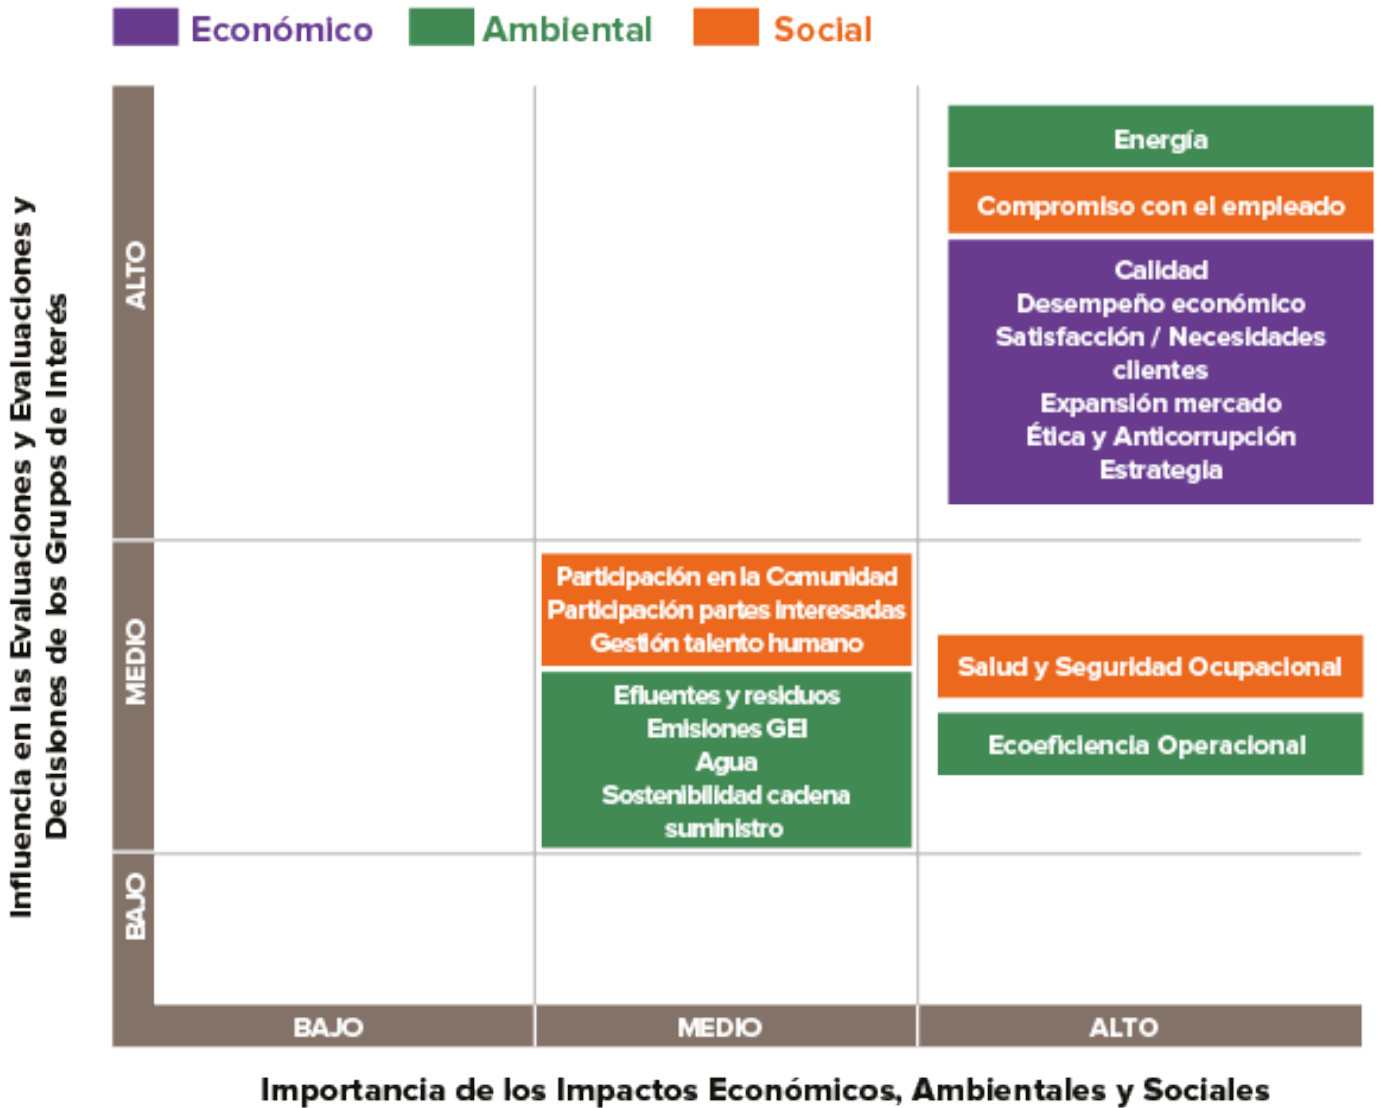 Económico
Ambiental
Social
Influencia en las Evaluaciones y Evaluaciones y
Decisiones de los Grupos de Interés
ALTO
Energía
Compromiso con el empleado
Calidad
Desempeño económico
Satisfacción / Necesidades
clientes
Expansión mercado
Ética y Anticorrupción
Estrategia
MEDIO
Participación en la Comunidad
Participación partes interesadas
Gestión talento humano
Efluentes y residuos
Emisiones GEI
Agua
Sostenibilidad cadena
suministro
Salud y Seguridad Ocupacional
Ecoeficiencia Operacional
BAJO
BAJO
MEDIO
ALTO
Importancia de los Impactos Económicos, Ambientales y Sociales